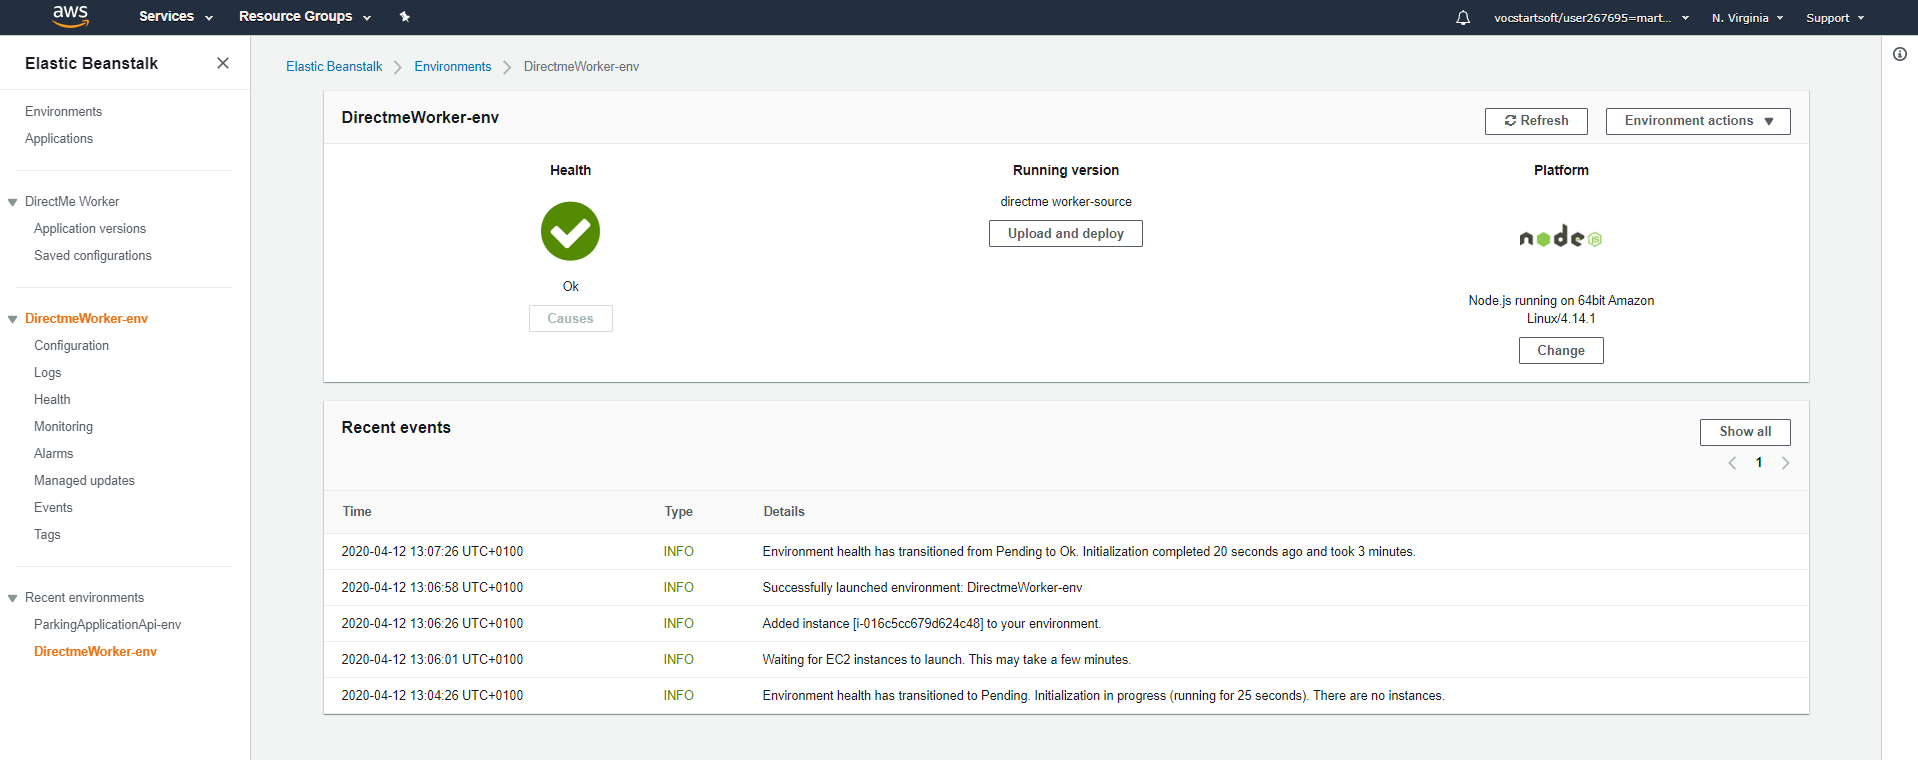 aws
Services
Resource Groups
vocstartsoft/user267695=mart...
N. Virginia
Support
Elastic Beanstalk
Environments
Applications
DirectMe Worker
Application versions
Saved configurations
DirectmeWorker-env
Configuration
Logs
Health
Monitoring
Alarms
Managed updates
Events
Tags
Recent environments
ParkingApplicationApi-env
DirectmeWorker-env
Elastic Beanstalk
Environments
DirectmeWorker-env
DirectmeWorker-env
Refresh
Environment actions
Health
Ok
Causes
Running version
directme worker-source
Upload and deploy
Platform
node
JS
Node.js running on 64bit Amazon
Linux/4.14.1
Change
Recent events
Show all
1
Time Type Details
2020-04-12 13:07:26 UTC+0100 INFO Environment health has transitioned from Pending to Ok. Initialization completed 20 seconds ago and took 3 minutes.
2020-04-12 13:06:58 UTC+0100 INFO Successfully launched environment: DirectmeWorker-env
2020-04-12 13:06:26 UTC+0100 INFO Added instance [i-016c5cc679d624c48] to your environment.
2020-04-12 13:06:01 UTC+0100 INFO Waiting for EC2 instances to launch. This may take a few minutes.
2020-04-12 13:04:26 UTC+0100 INFO Environment health has transitioned to Pending. Initialization in progress (running for 25 seconds). There are no instances.